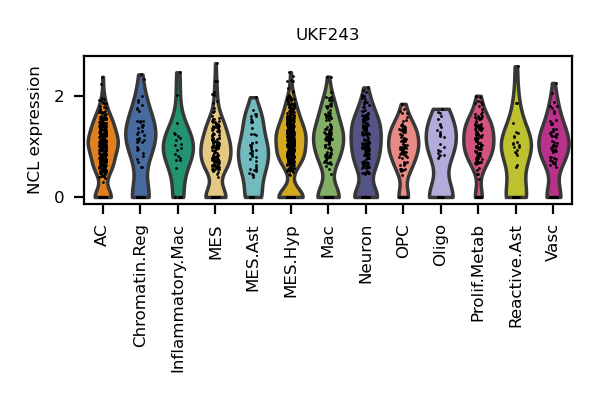 UKF243
NCL expression
2
0
AC
Chromatin.Reg
Inflammatory.Mac
MES
MES.Ast
MES.Hyp
Mac
Neuron
OPC
Oligo
Prolif.Metab
Reactive.Ast
Vasc